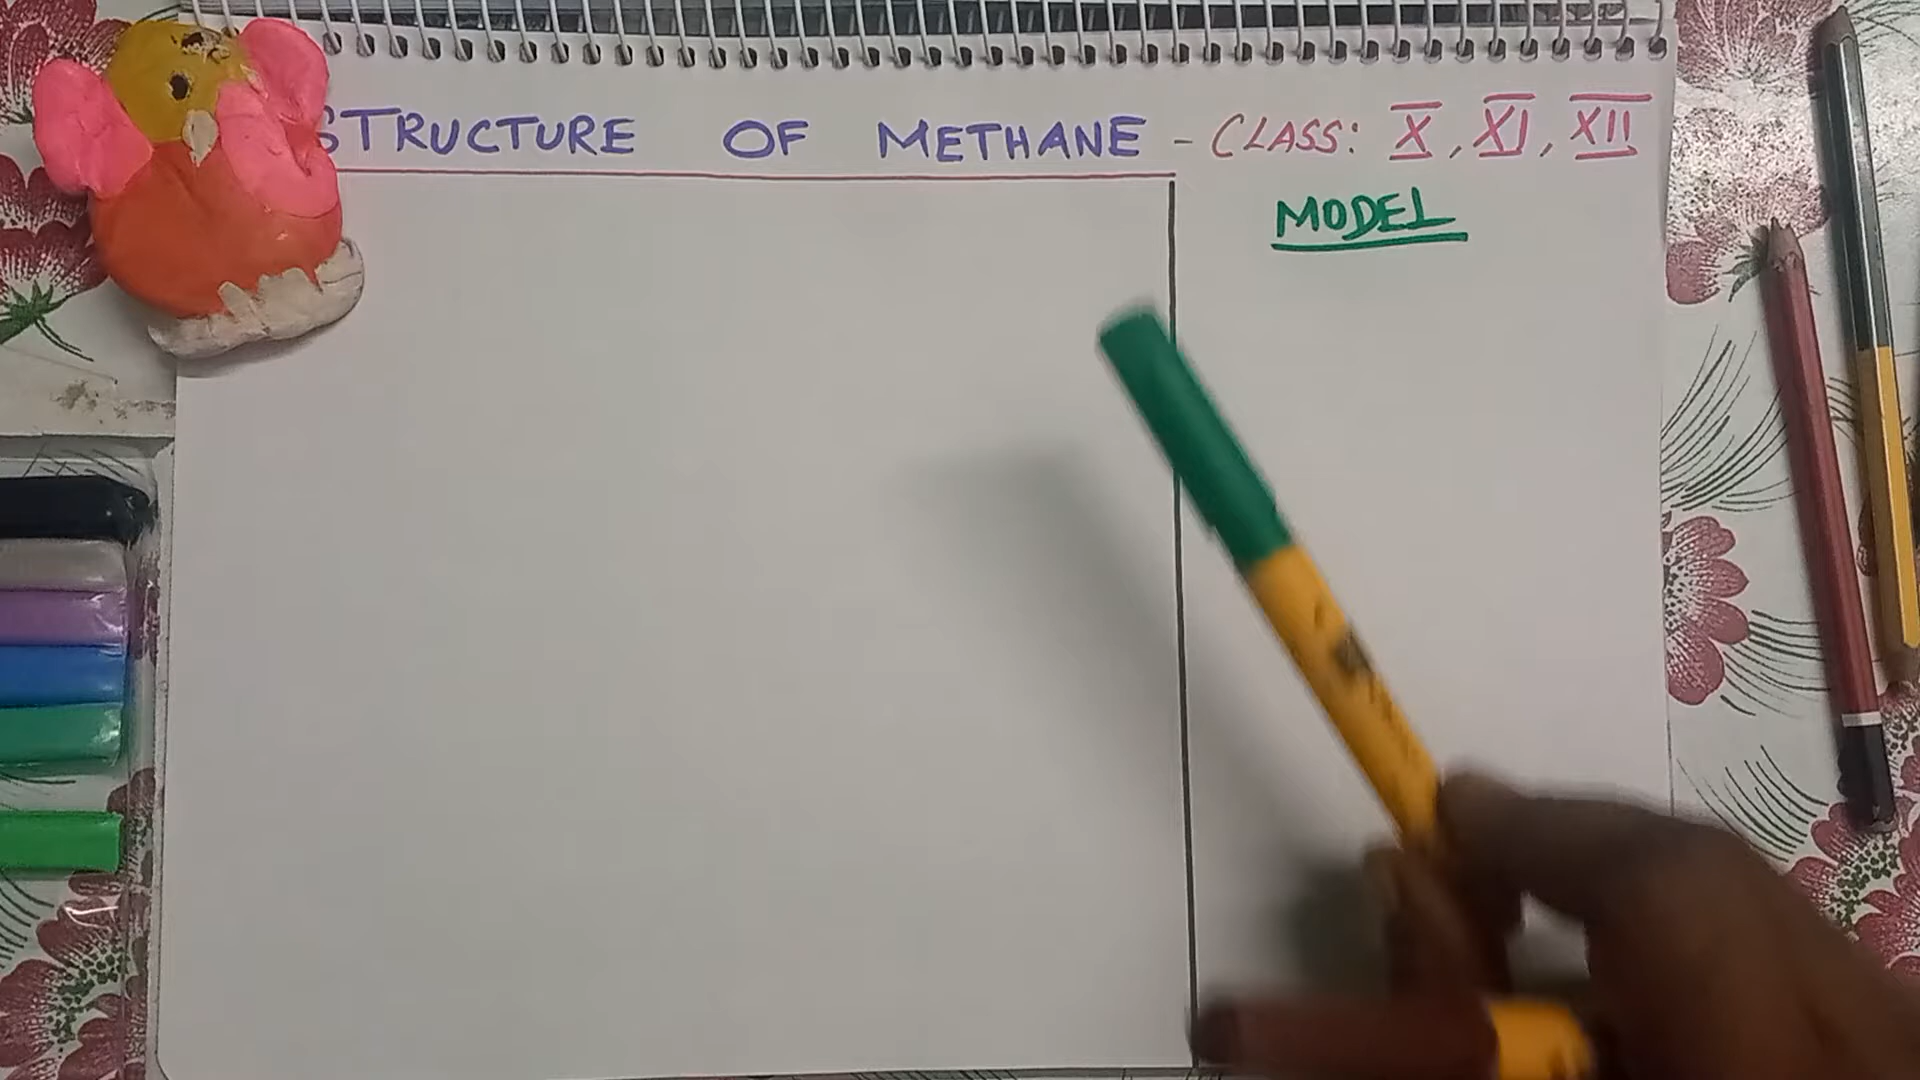 STRUCTURE OF METHANE - CLASS: X, XI, XII
MODEL